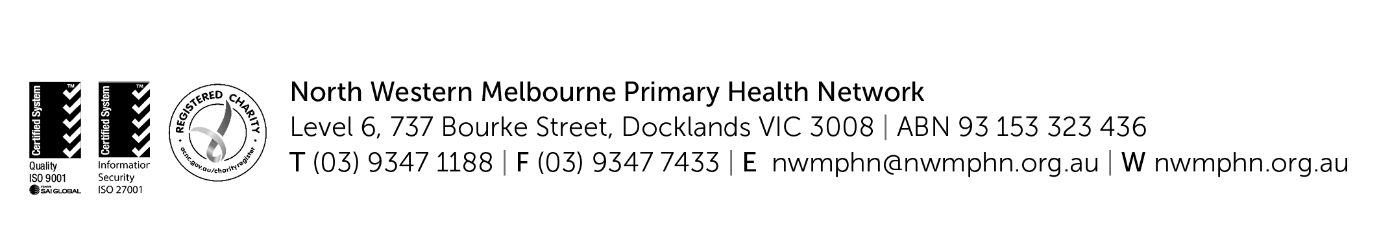 Certified System
TM
Quality
ISO 9001
SAI GLOBAL
Certified System
TM
Information
Security
ISO 27001
REGISTERED CHARITY
acnc.gov.au/charityregister
North Western Melbourne Primary Health Network
Level 6, 737 Bourke Street, Docklands VIC 3008 | ABN 93 153 323 436
T (03) 9347 1188 | F (03) 9347 7433 | E nwmphn@nwmphn.org.au | W nwmphn.org.au